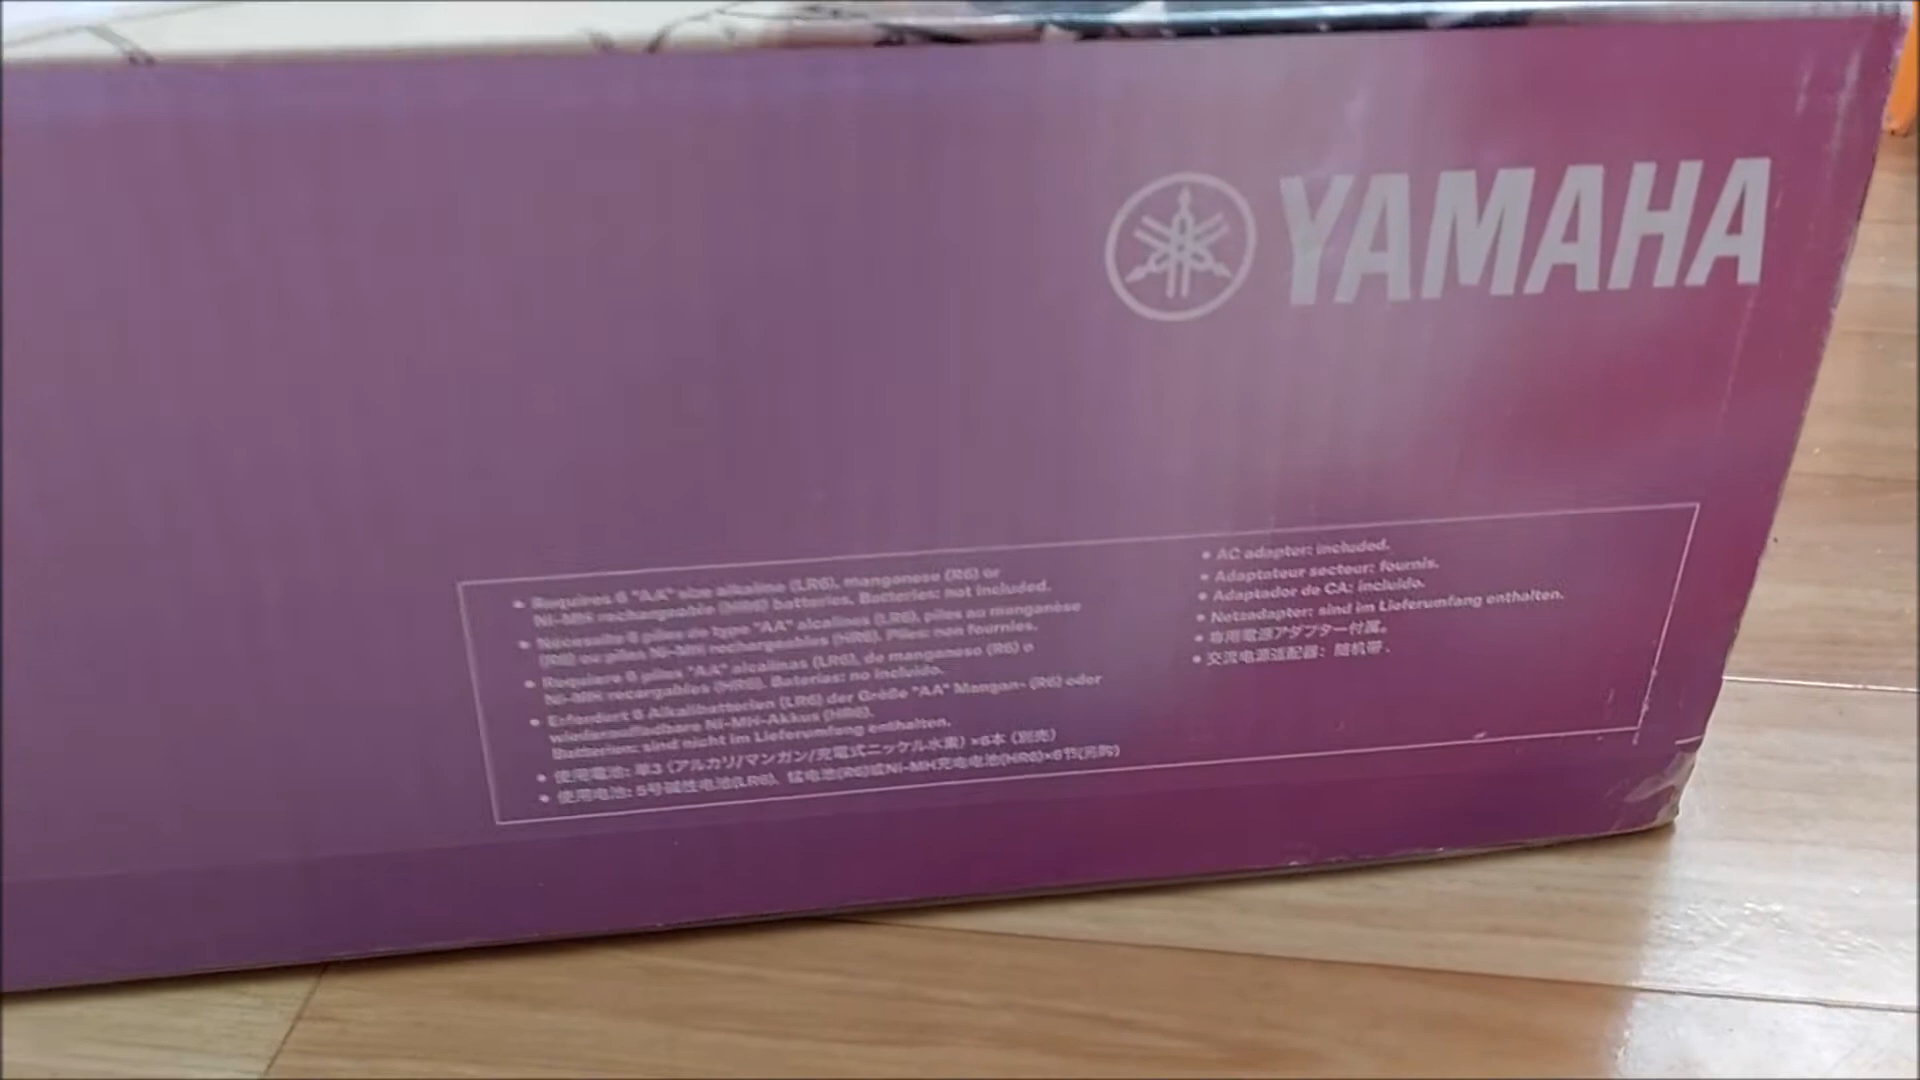 YAMAHA
• Requires 6 "AA" size alkaline (LR6), manganese (R6) or
Ni-MH rechargeable (HR6) batteries. Batteries: not included.
• Nécessite 6 piles de type "AA" alcalines (LR6), piles au manganèse
(R6) ou piles Ni-MH rechargeables (HR6). Piles: non fournies.
• Requiere 6 pilas "AA" alcalinas (LR6), de manganeso (R6) o
Ni-MH recargables (HR6). Baterías: no incluido.
• Erfordert 6 Alkalibatterien (LR6) der Größe "AA" Mangan- (R6) oder
wiederaufladbare Ni-MH-Akkus (HR6).
Batterien: sind nicht im Lieferumfang enthalten.
• 使用電池: 単3 (アルカリ/マンガン/充電式ニッケル水素) ×6本 (別売)
• 使用电池: 5号碱性电池(LR6)、锰电池(R6)或Ni-MH充电电池(HR6)×6节(另购)
• AC adapter: included.
• Adaptateur secteur: fournis.
• Adaptador de CA: incluido.
• Netzadapter: sind im Lieferumfang enthalten.
• 専用電源アダプター付属。
• 交流电源适配器: 随机带.